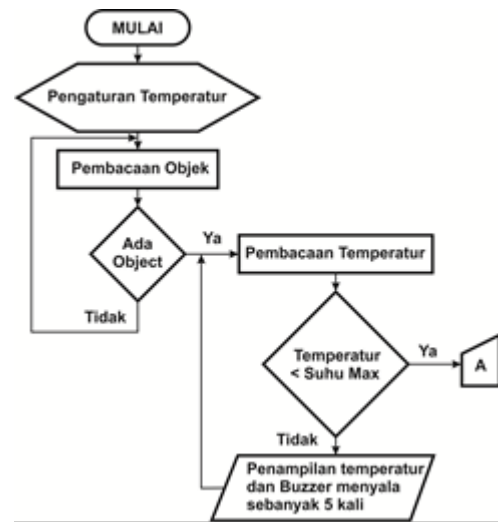 MULAI
Pengaturan Temperatur
Pembacaan Objek
Ada
Object
Ya
Tidak
Pembacaan Temperatur
Temperatur
< Suhu Max
Ya
A
Tidak
Penampilan temperatur
dan Buzzer menyala
sebanyak 5 kali